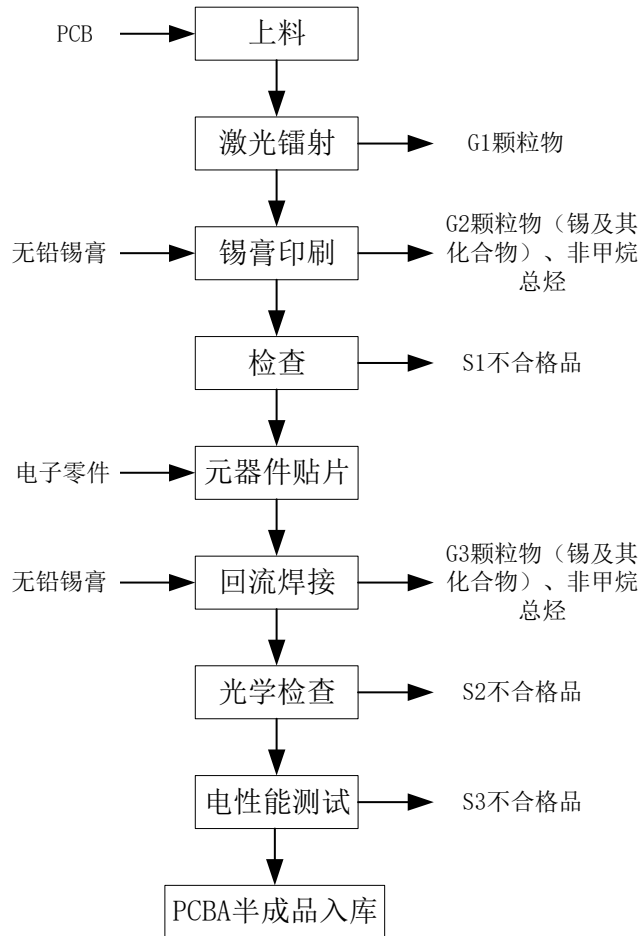 PCB
上料
激光镭射
G1颗粒物
无铅锡膏
锡膏印刷
G2颗粒物（锡及其
化合物）、非甲烷
总烃
检查
S1不合格品
电子零件
元器件贴片
无铅锡膏
回流焊接
G3颗粒物（锡及其
化合物）、非甲烷
总烃
光学检查
S2不合格品
电性能测试
S3不合格品
PCBA半成品入库